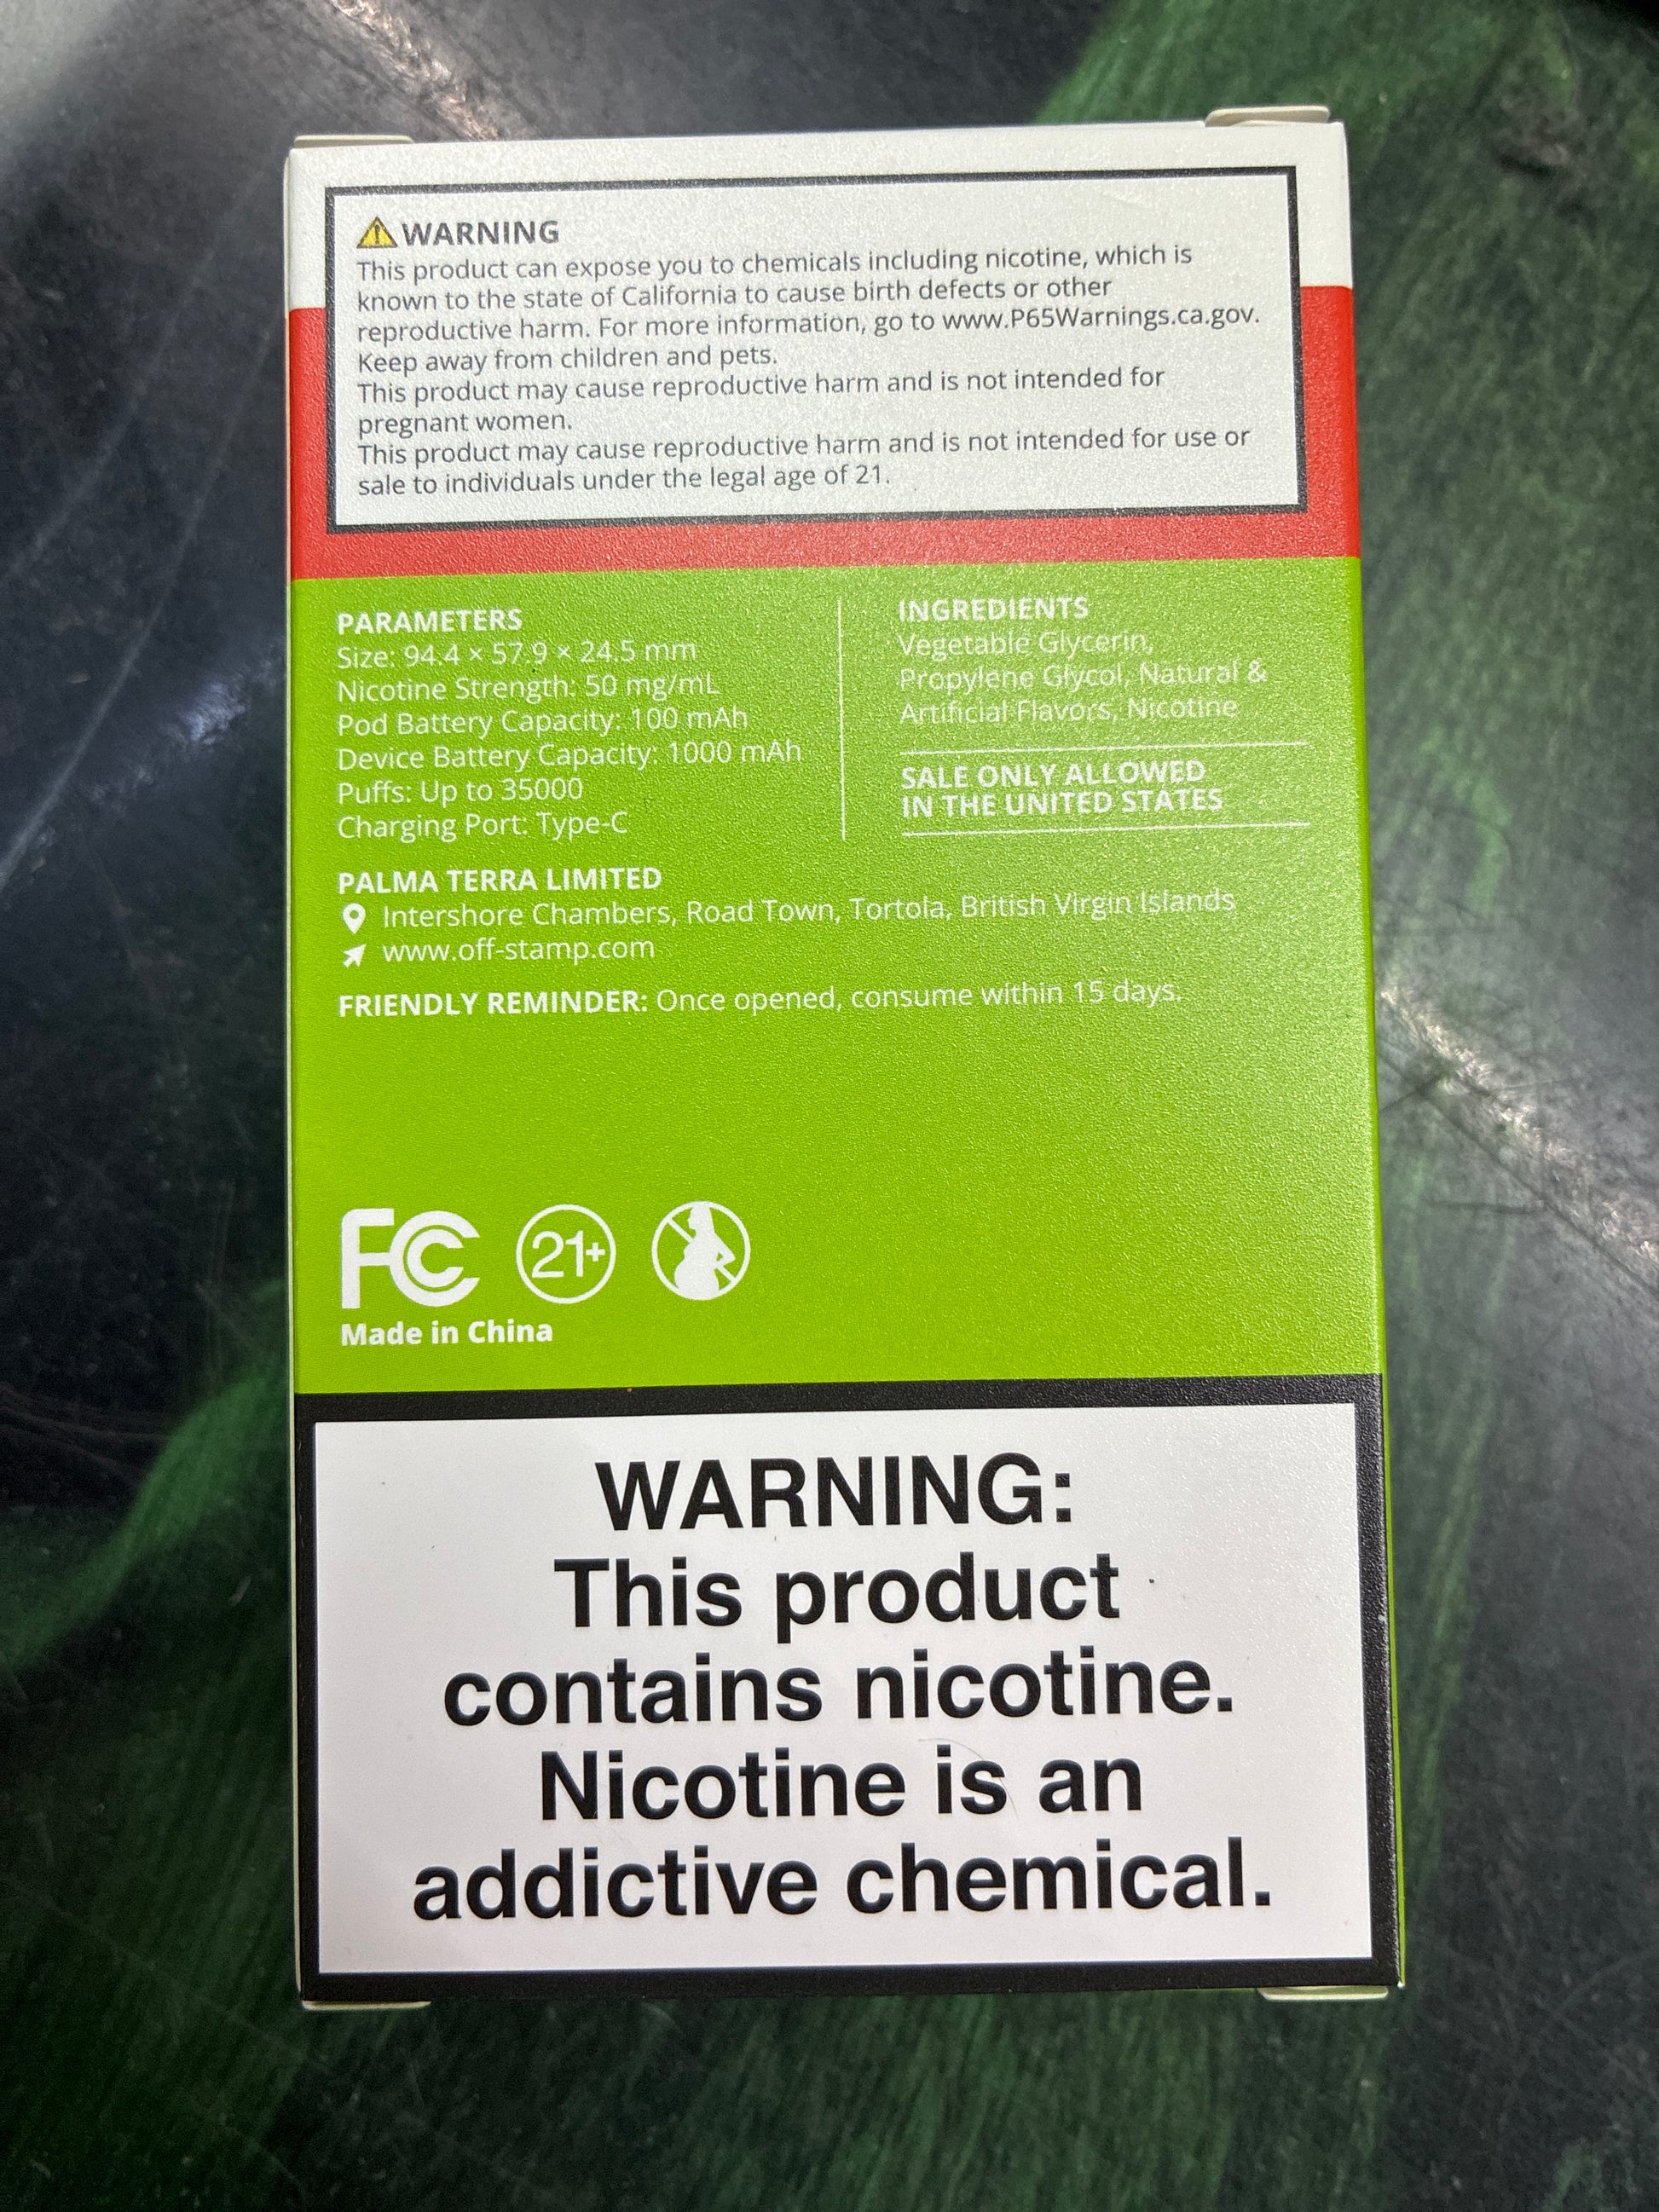 WARNING
This product can expose you to chemicals including nicotine, which is
known to the state of California to cause birth defects or other
reproductive harm. For more information, go to www.P65Warnings.ca.gov.
Keep away from children and pets.
This product may cause reproductive harm and is not intended for
pregnant women.
This product may cause reproductive harm and is not intended for use or
sale to individuals under the legal age of 21.
PARAMETERS
Size: 94.4 × 57.9 × 24.5 mm
Nicotine Strength: 50 mg/mL
Pod Battery Capacity: 100 mAh
Device Battery Capacity: 1000 mAh
Puffs: Up to 35000
Charging Port: Type-C
INGREDIENTS
Vegetable Glycerin,
Propylene Glycol, Natural &
Artificial Flavors, Nicotine
SALE ONLY ALLOWED
IN THE UNITED STATES
PALMA TERRA LIMITED
Intershore Chambers, Road Town, Tortola, British Virgin Islands
www.off-stamp.com
FRIENDLY REMINDER: Once opened, consume within 15 days.
FC 21+
Made in China
WARNING:
This product
contains nicotine.
Nicotine is an
addictive chemical.